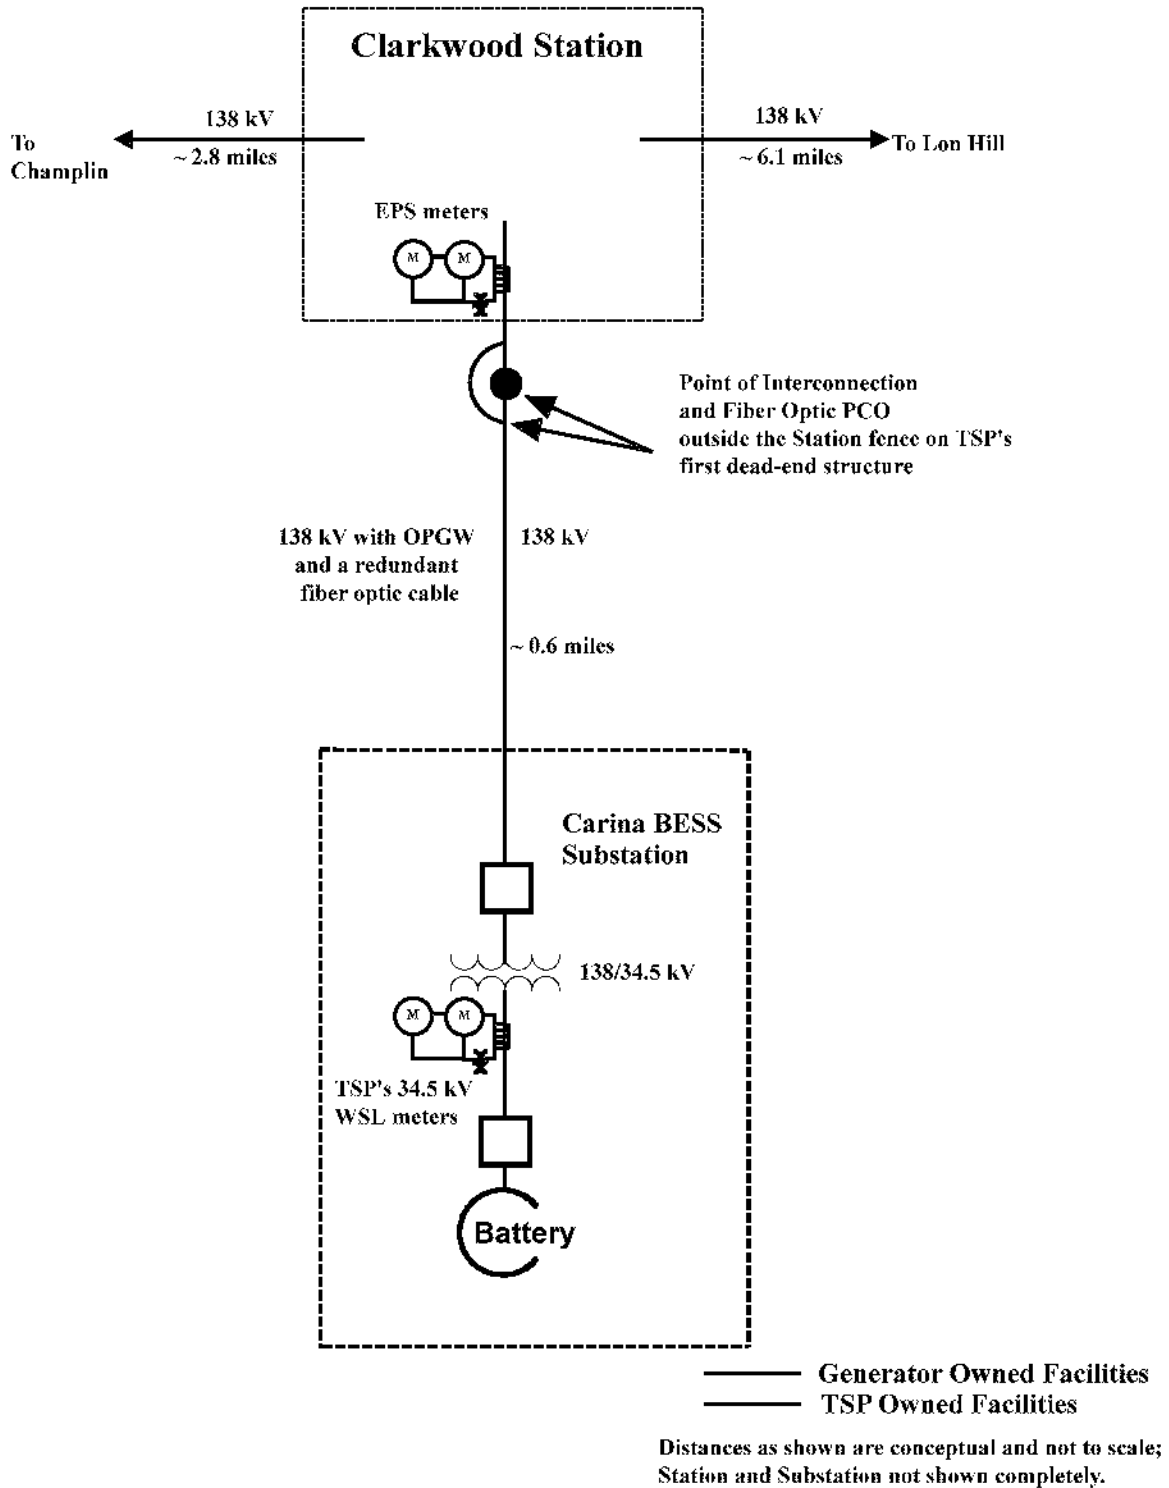 Clarkwood Station
138 kV
138 kV
To
Champlin
~ 2.8 miles
~ 6.1 miles
To Lon Hill
EPS meters
M M
Point of Interconnection
and Fiber Optic PCO
outside the Station fence on TSP's
first dead-end structure
138 kV with OPGW
and a redundant
fiber optic cable
138 kV
~ 0.6 miles
Carina BESS
Substation
138/34.5 kV
M M
TSP's 34.5 kV
WSL meters
Battery
Generator Owned Facilities
TSP Owned Facilities
Distances as shown are conceptual and not to scale;
Station and Substation not shown completely.